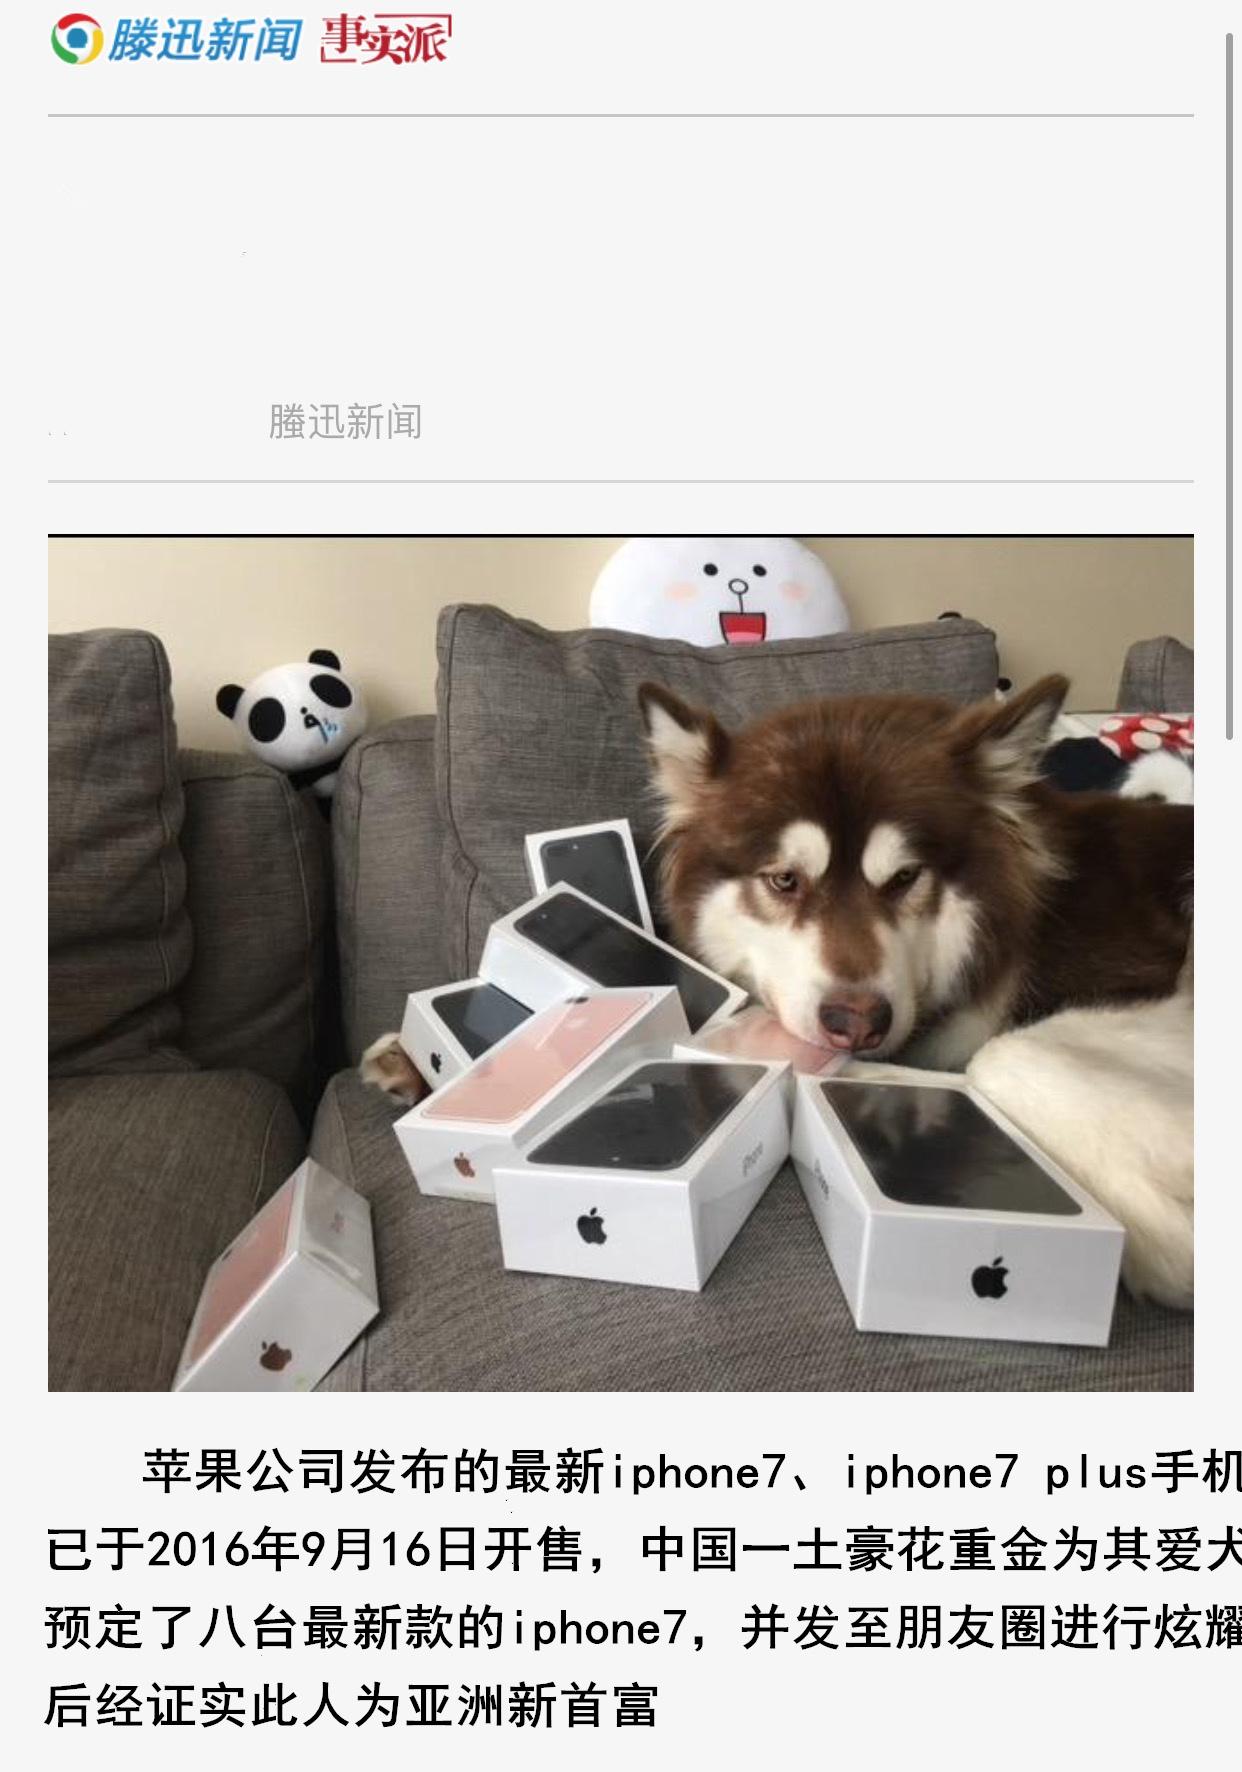 滕迅新闻 事实派
膯迅新闻
iphone
苹果公司发布的最新iphone7、iphone7 plus手机
已于2016年9月16日开售，中国一土豪花重金为其爱犬
预定了八台最新款的iphone7，并发至朋友圈进行炫耀
后经证实此人为亚洲新首富